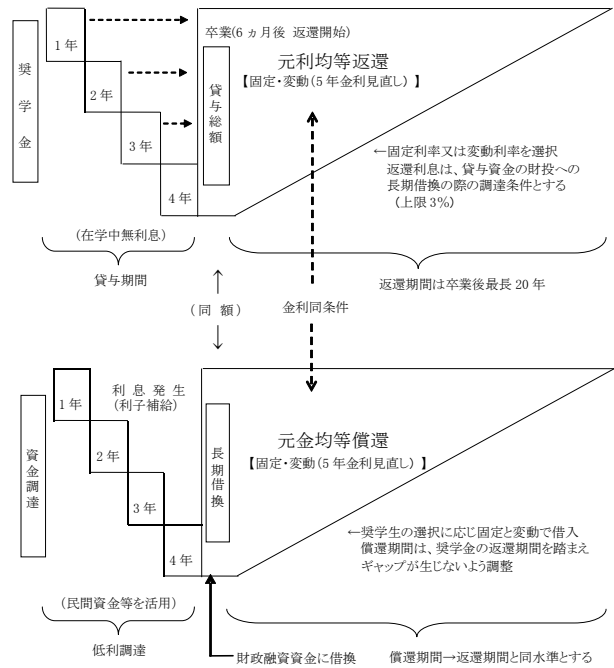 卒業(6ヵ月後 返還開始)
1年
元利均等返還
【固定・変動(5年金利見直し)】
奨学金
2年
貸与総額
3年
←固定利率又は変動利率を選択
返還利息は、貸与資金の財投への
長期借換の際の調達条件とする
(上限3%)
4年
(在学中無利息)
貸与期間
返還期間は卒業後最長20年
(同額)
金利同条件
利息発生
(利子補給)
1年
元金均等償還
【固定・変動(5年金利見直し)】
資金調達
2年
長期借換
3年
←奨学生の選択に応じ固定と変動で借入
償還期間は、奨学金の返還期間を踏まえ
ギャップが生じないよう調整
4年
(民間資金等を活用)
低利調達
財政融資資金に借換
償還期間→返還期間と同水準とする